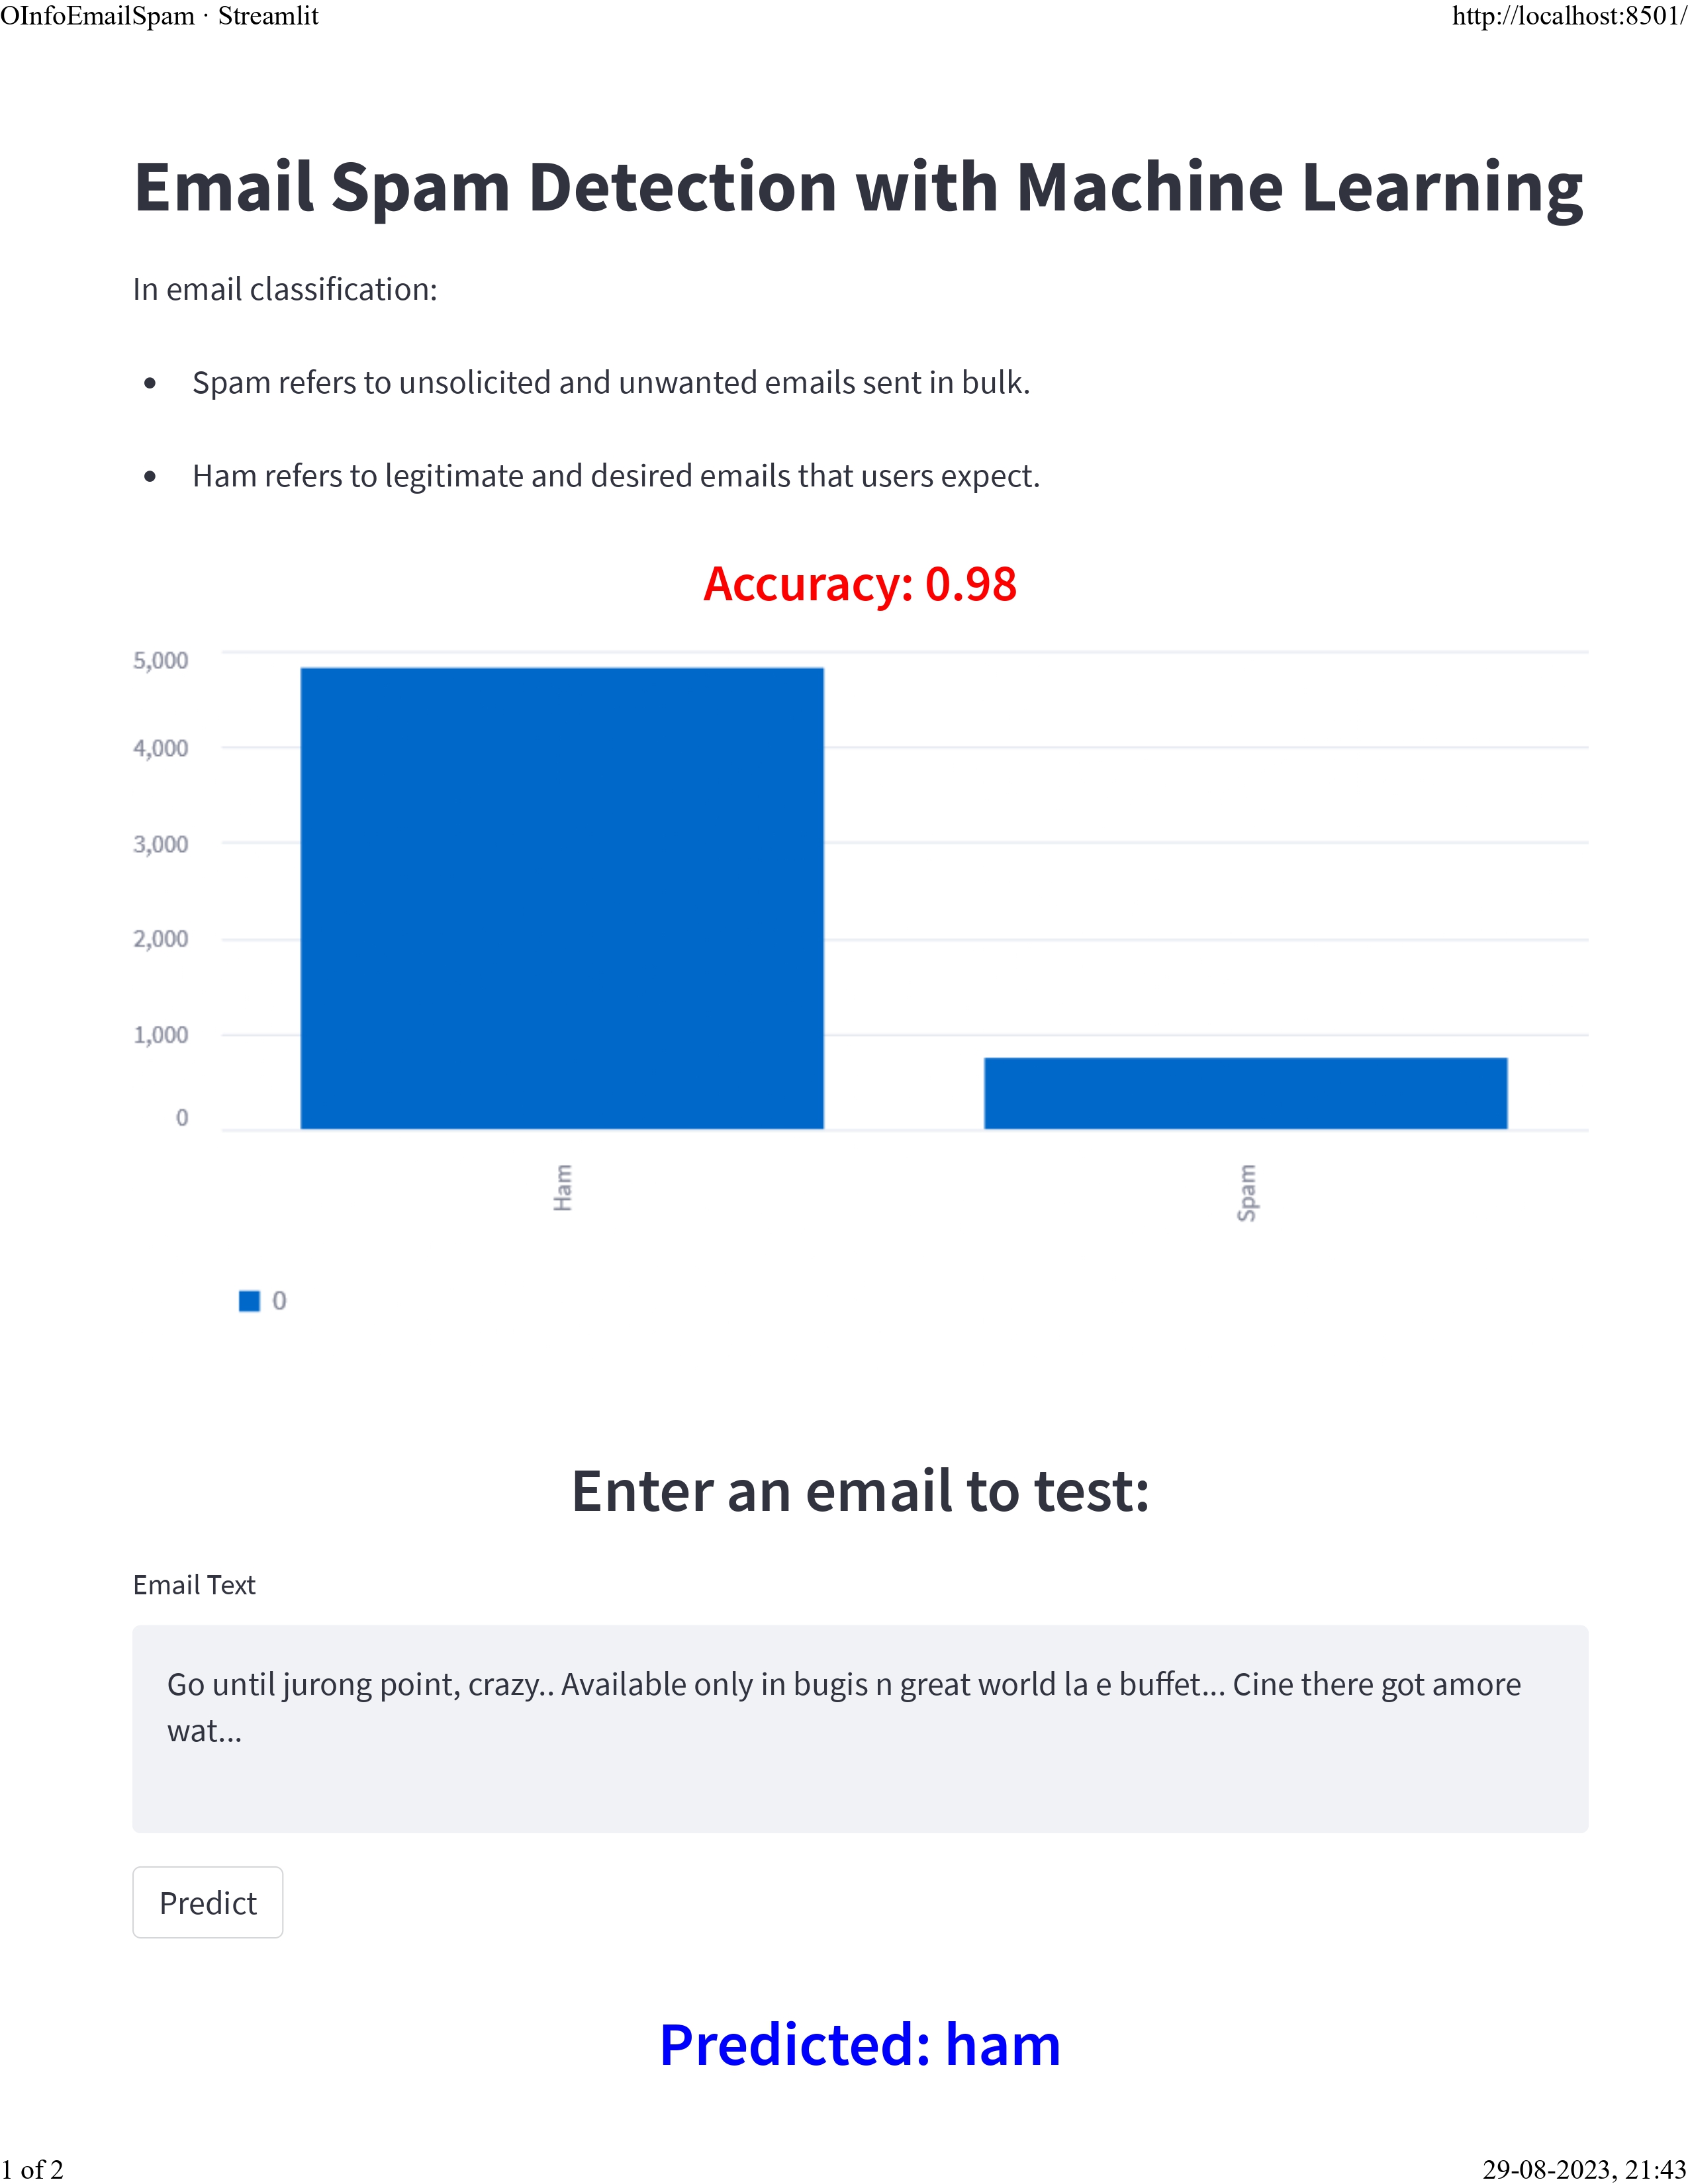 OInfoEmailSpam · Streamlit
http://localhost:8501/
Email Spam Detection with Machine Learning
In email classification:
• Spam refers to unsolicited and unwanted emails sent in bulk.
• Ham refers to legitimate and desired emails that users expect.
Accuracy: 0.98
5,000
4,000
3,000
2,000
1,000
0
Ham
Spam
0
Enter an email to test:
Email Text
Go until jurong point, crazy.. Available only in bugis n great world la e buffet... Cine there got amore
wat...
Predict
Predicted: ham
1 of 2
29-08-2023, 21:43